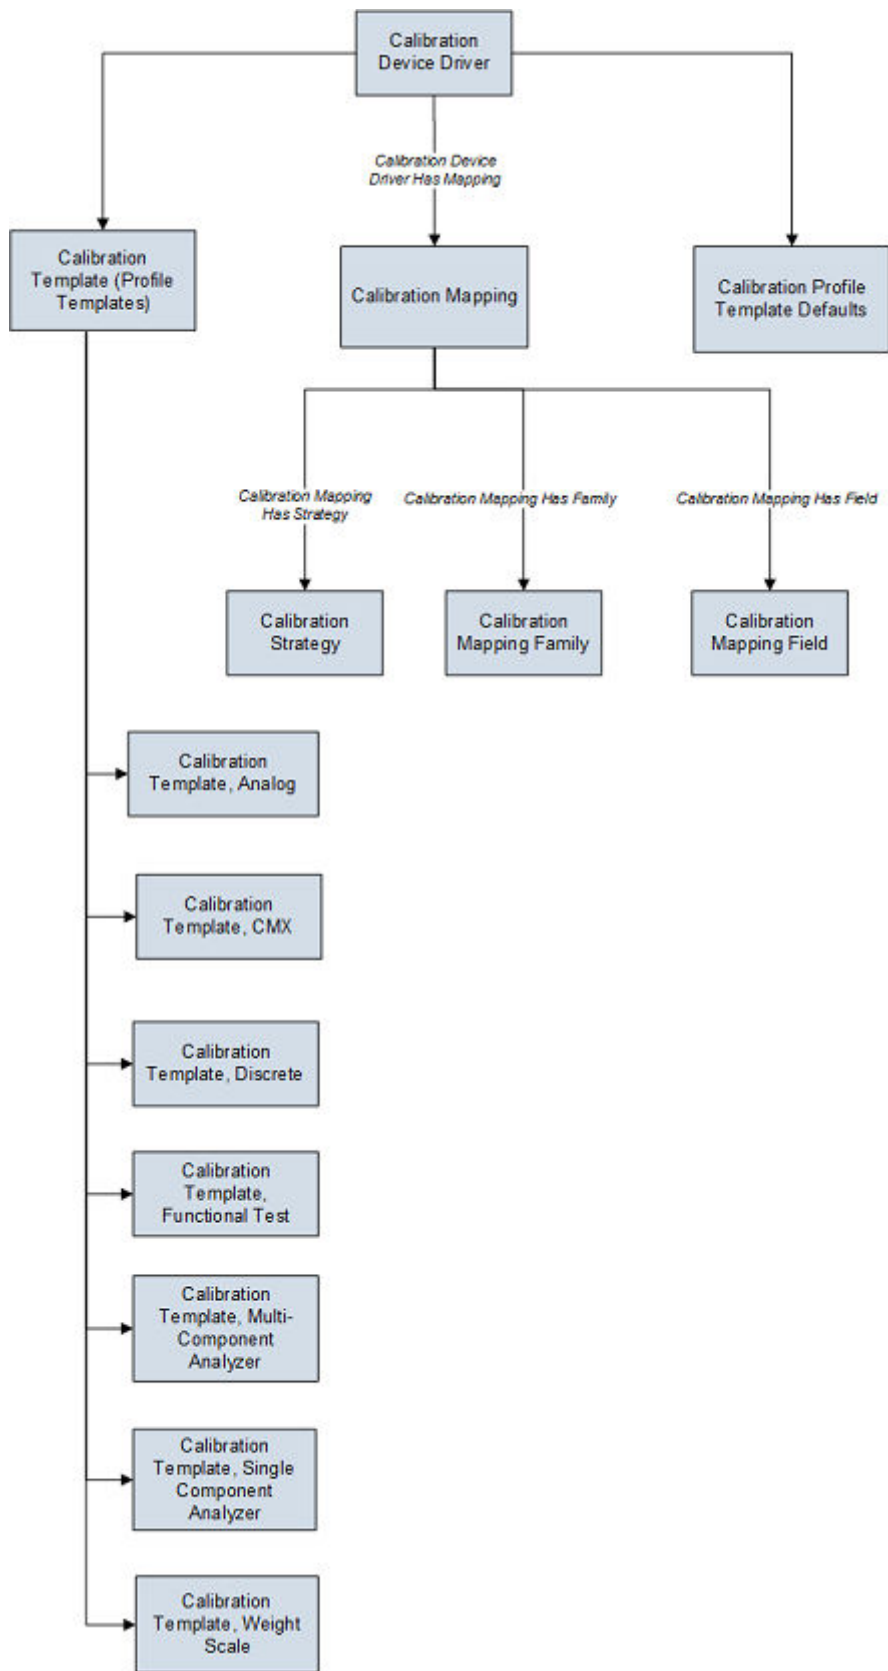 Calibration
Device Driver
Calibration Device
Driver Has Mapping
Calibration
Template (Profile
Templates)
Calibration Mapping
Calibration Profile
Template Defaults
Calibration Mapping
Has Strategy
Calibration Mapping Has Family
Calibration Mapping Has Field
Calibration
Strategy
Calibration
Mapping Family
Calibration
Mapping Field
Calibration
Template, Analog
Calibration
Template, CMX
Calibration
Template, Discrete
Calibration
Template,
Functional Test
Calibration
Template, Multi-
Component
Analyzer
Calibration
Template, Single
Component
Analyzer
Calibration
Template, Weight
Scale